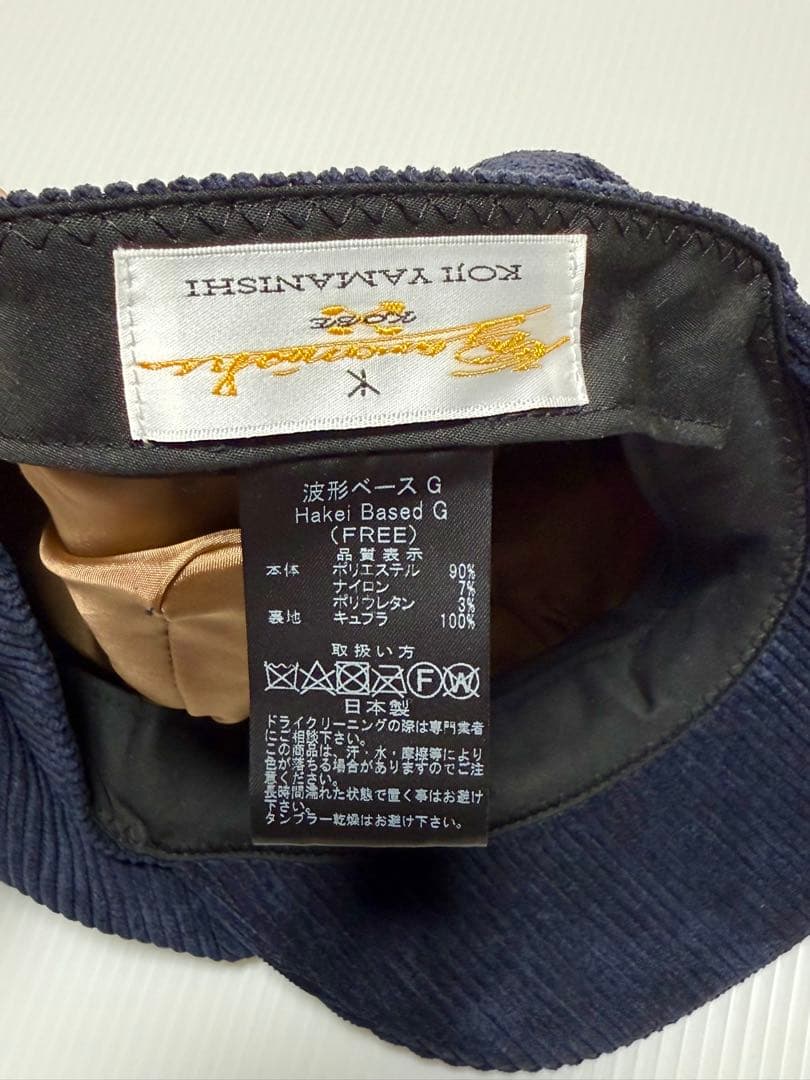 KOJI YAMANISHI
KOBE
Koji Yamanishi
K
波形ベース G
Hakei Based G
(FREE)
品質表示
本体 ポリエステル 90%
ナイロン 7%
ポリウレタン 3%
裏地 キュプラ 100%
取扱い方
F W
日本製
ドライクリーニングの際は専門業者
にご相談下さい。
この商品は、汗・水・摩擦等により
色が落ちる場合がありますのでご注
意ください。
長時間濡れた状態で置く事はお避け
下さい。
タンブラー乾燥はお避け下さい。